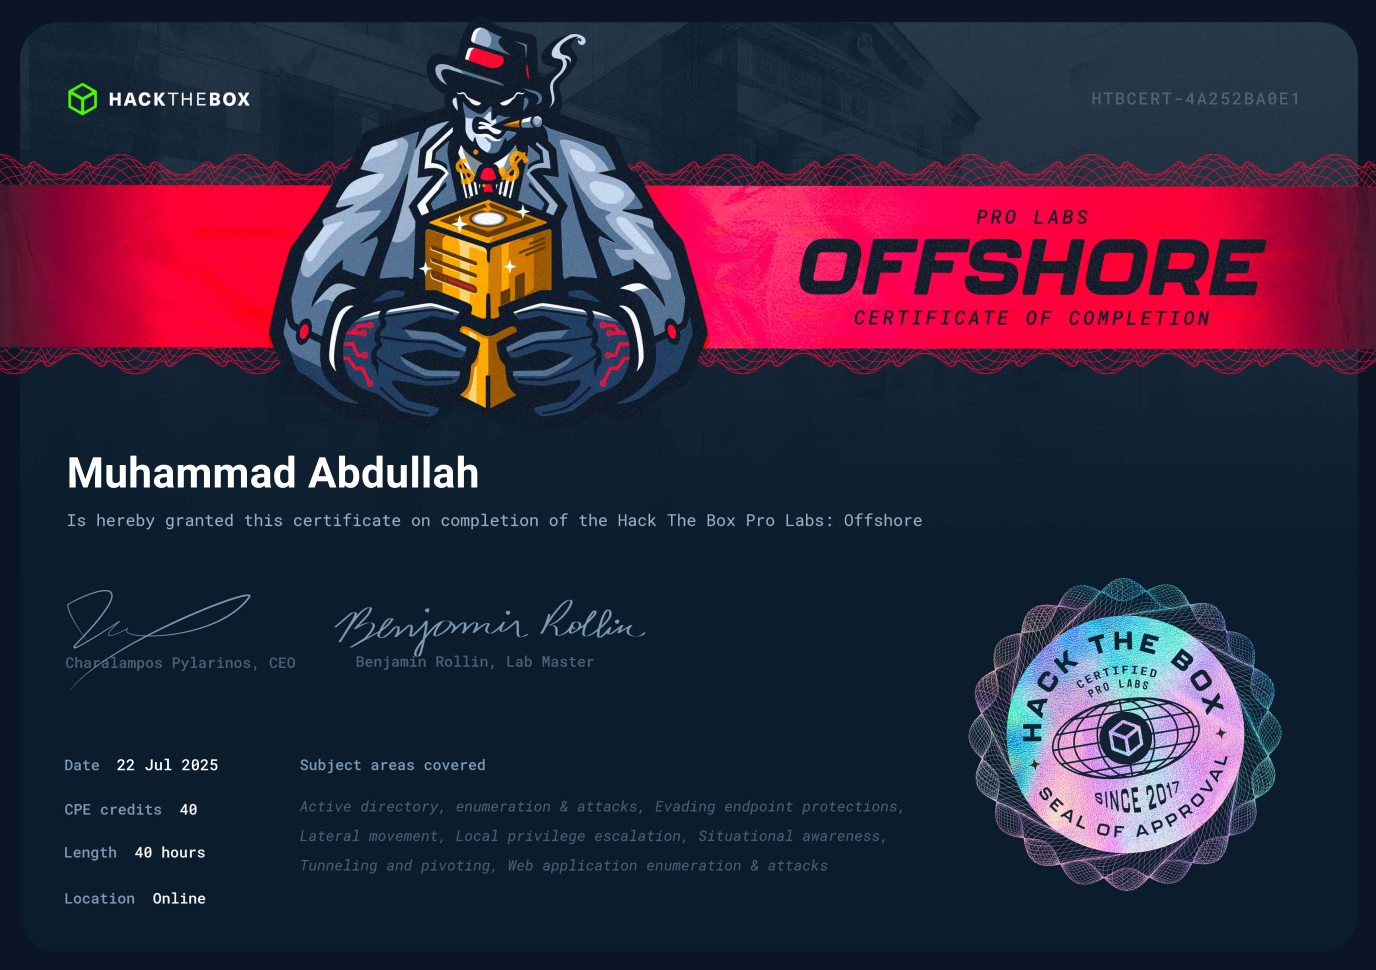 HACKTHEBOX
HTBCERT-4A252BA0E1
PRO LABS
OFFSHORE
CERTIFICATE OF COMPLETION
Muhammad Abdullah
Is hereby granted this certificate on completion of the Hack The Box Pro Labs: Offshore
Benjamin Rollin
Charalampos Pylarinos, CEO
Benjamin Rollin, Lab Master
Date 22 Jul 2025
CPE credits 40
Length 40 hours
Location Online
Subject areas covered
Active directory, enumeration & attacks, Evading endpoint protections,
Lateral movement, Local privilege escalation, Situational awareness,
Tunneling and pivoting, Web application enumeration & attacks
HACK THE BOX
CERTIFIED
PRO LABS
SINCE 2017
SEAL OF APPROVAL